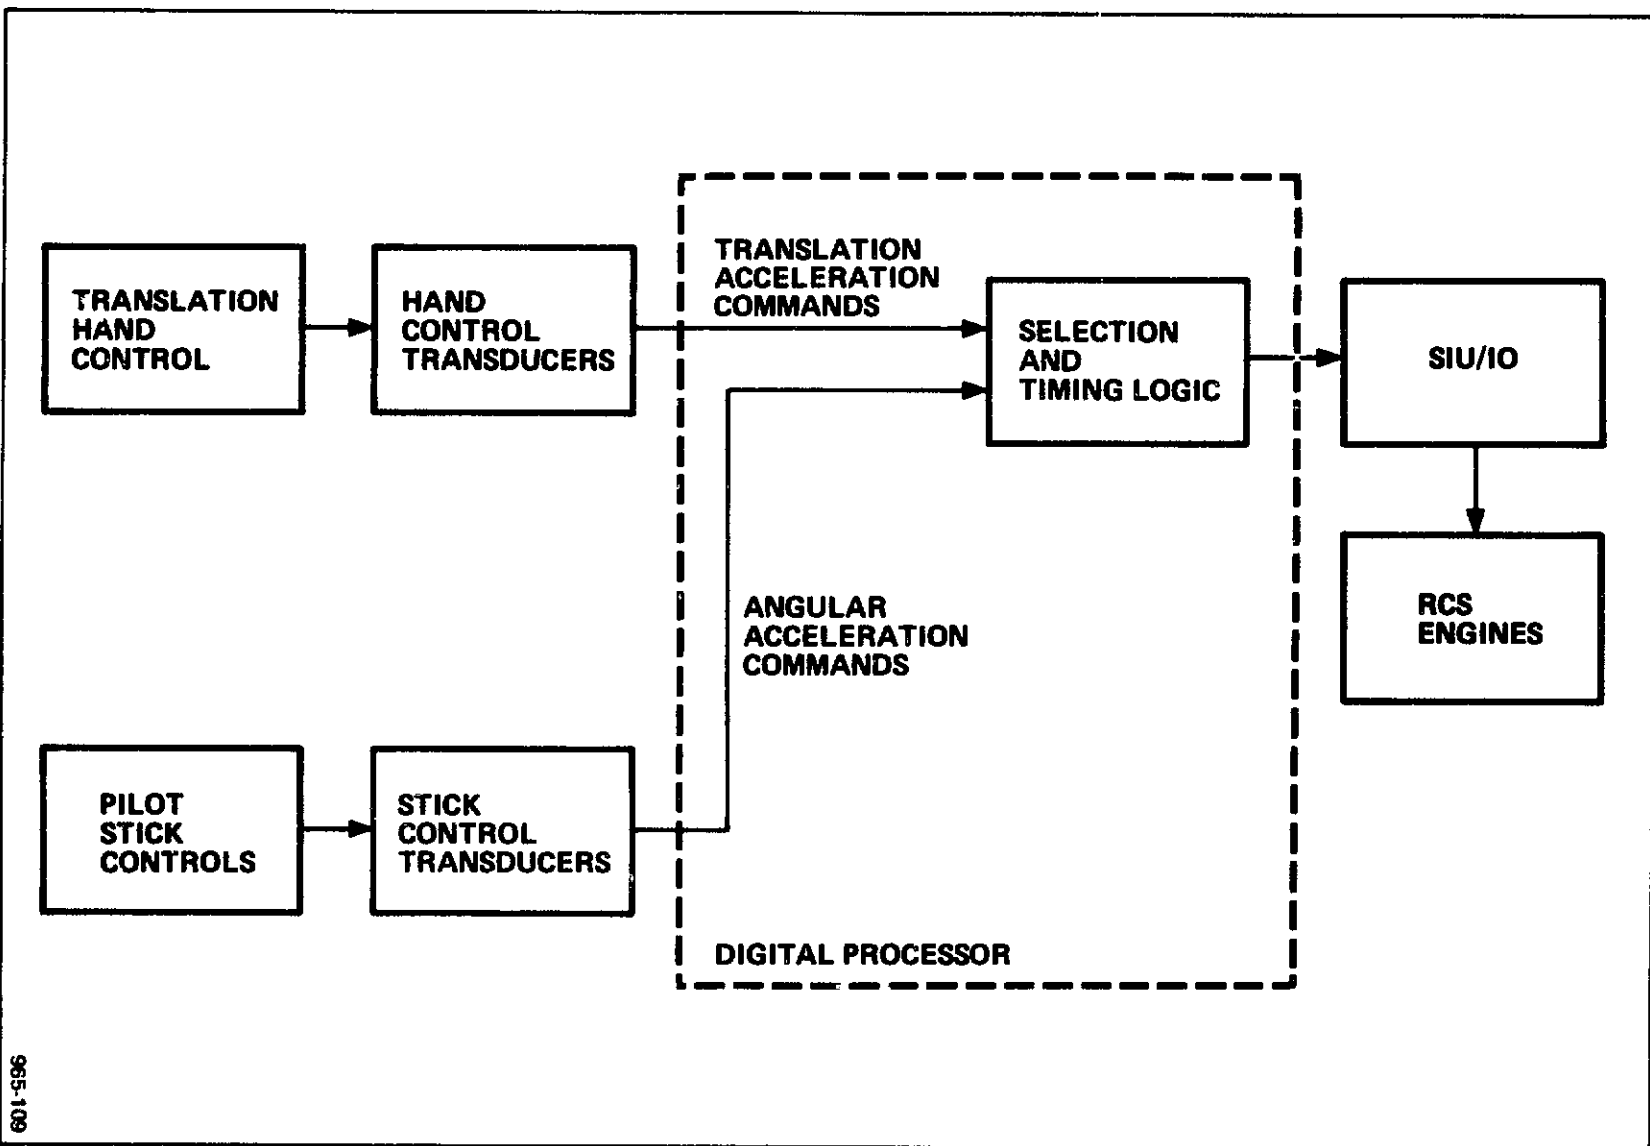 TRANSLATION
HAND
CONTROL
HAND
CONTROL
TRANSDUCERS
TRANSLATION
ACCELERATION
COMMANDS
SELECTION
AND
TIMING LOGIC
SIU/IO
RCS
ENGINES
ANGULAR
ACCELERATION
COMMANDS
PILOT
STICK
CONTROLS
STICK
CONTROL
TRANSDUCERS
DIGITAL PROCESSOR
965-109